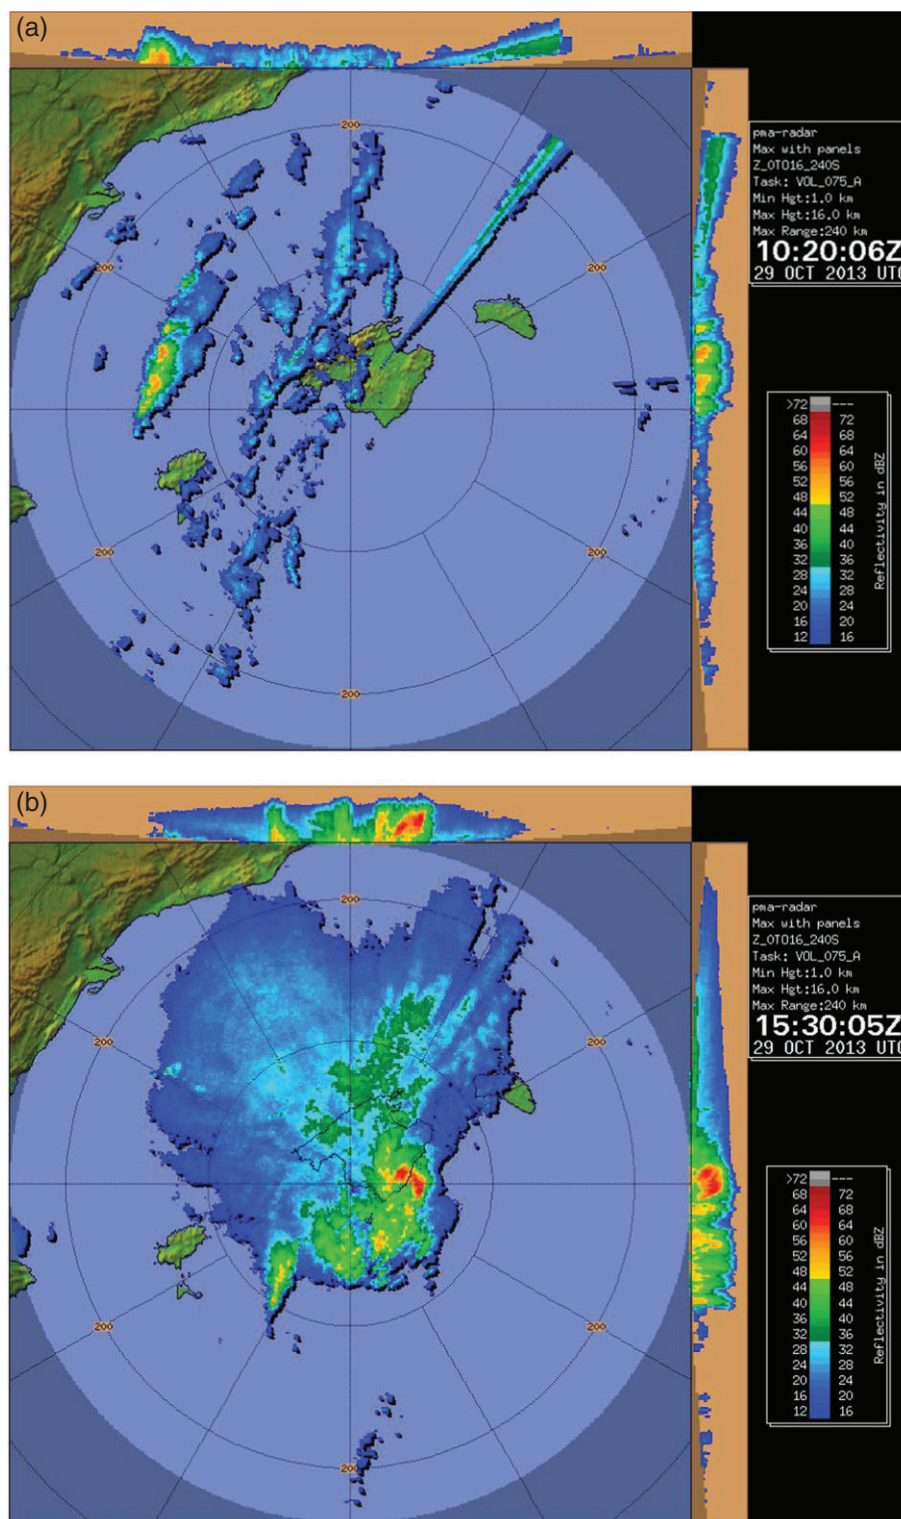 (a)
pma-radar
Max with panels
Z_OTO16_240S
Task: VOL_075_A
Min Hgt:1.0 km
Max Hgt:16.0 km
Max Range:240 km
10:20:06Z
29 OCT 2013 UTC
200
200
200
200
200
200
>72 ---
68 72
64 68
60 64
56 60
52 56
48 52
44 48
40 44
36 40
32 36
28 32
24 28
20 24
16 20
12 16
Reflectivity in dBZ
(b)
pma-radar
Max with panels
Z_OTO16_240S
Task: VOL_075_A
Min Hgt:1.0 km
Max Hgt:16.0 km
Max Range:240 km
15:30:05Z
29 OCT 2013 UTC
200
200
200
200
200
200
>72 ---
68 72
64 68
60 64
56 60
52 56
48 52
44 48
40 44
36 40
32 36
28 32
24 28
20 24
16 20
12 16
Reflectivity in dBZ